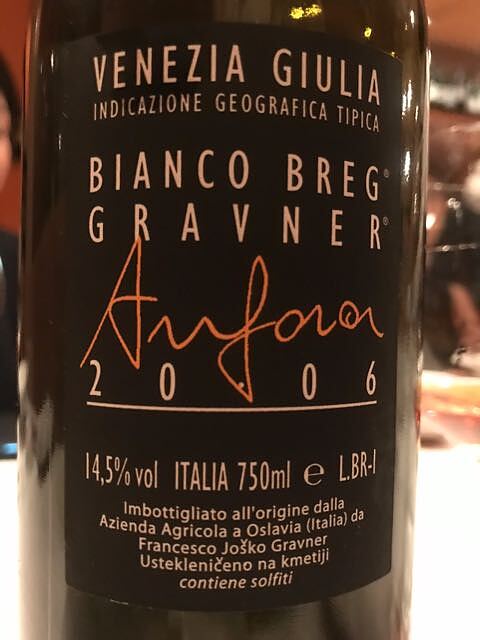 VENEZIA GIULIA
INDICAZIONE GEOGRAFICA TIPICA
BIANCO BREG®
GRAVNER®
Anfora
2006
14,5% vol ITALIA 750ml e L.BR-1
Imbottigliato all'origine dalla
Azienda Agricola a Oslavia (Italia) da
Francesco Joško Gravner
Ustekleničeno na kmetiji
contiene solfiti